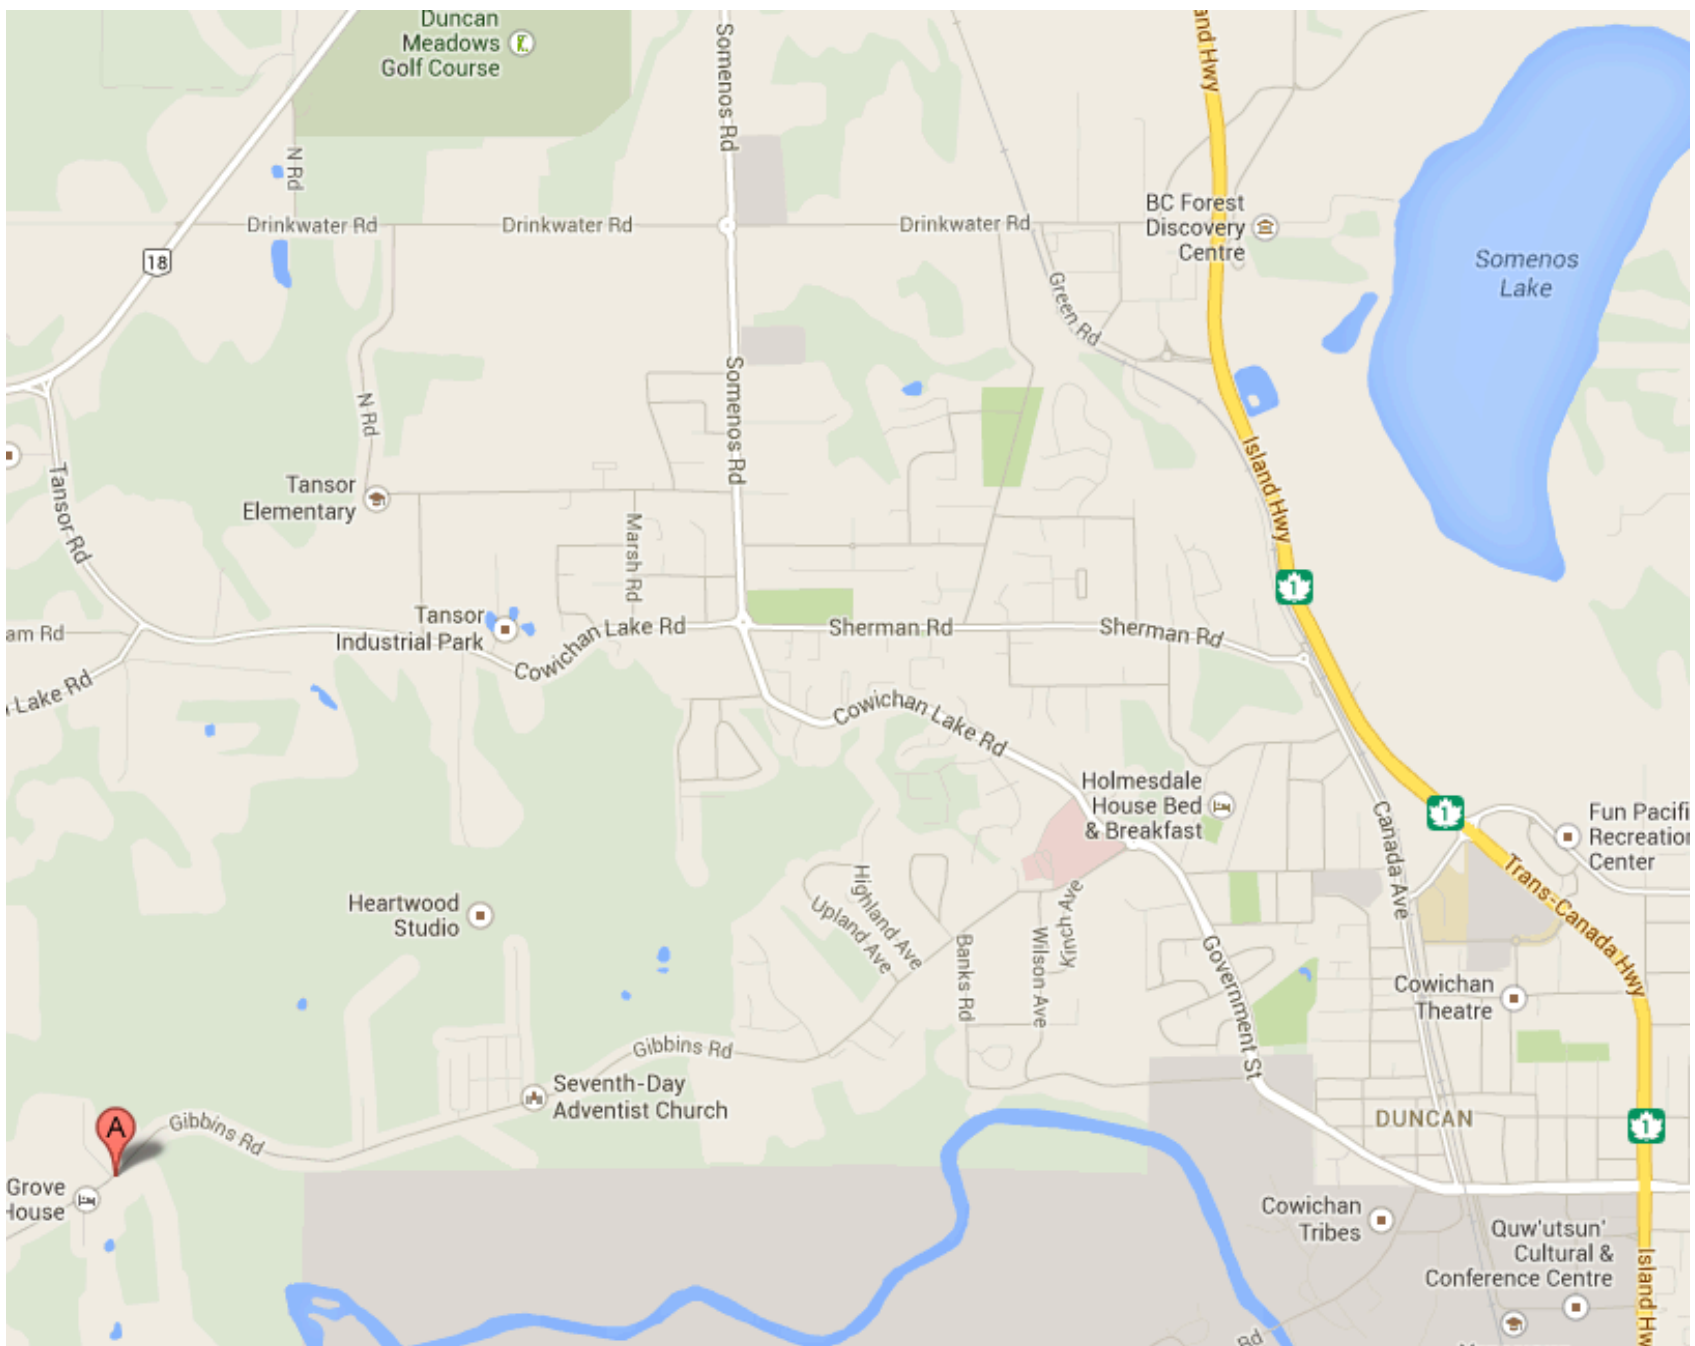 Duncan
Meadows
Golf Course
Somenos Rd
Island Hwy
N Rd
BC Forest
Discovery
Centre
Drinkwater Rd
Drinkwater Rd
Drinkwater Rd
18
Somenos
Lake
Green Rd
Somenos Rd
N Rd
Tansor Rd
Tansor
Elementary
Island Hwy
Marsh Rd
1
Tansor
Industrial Park
am Rd
Cowichan Lake Rd
Sherman Rd
Sherman Rd
Lake Rd
Cowichan Lake Rd
Holmesdale
House Bed
& Breakfast
1
Fun Pacifi
Recreation
Center
Canada Ave
Trans-Canada Hwy
Highland Ave
Upland Ave
Heartwood
Studio
Kinch Ave
Wilson Ave
Banks Rd
Government St
Cowichan
Theatre
Gibbins Rd
Seventh-Day
Adventist Church
DUNCAN
1
A
Gibbins Rd
Grove
House
Cowichan
Tribes
Quw'utsun'
Cultural &
Conference Centre
Island Hw
Rd